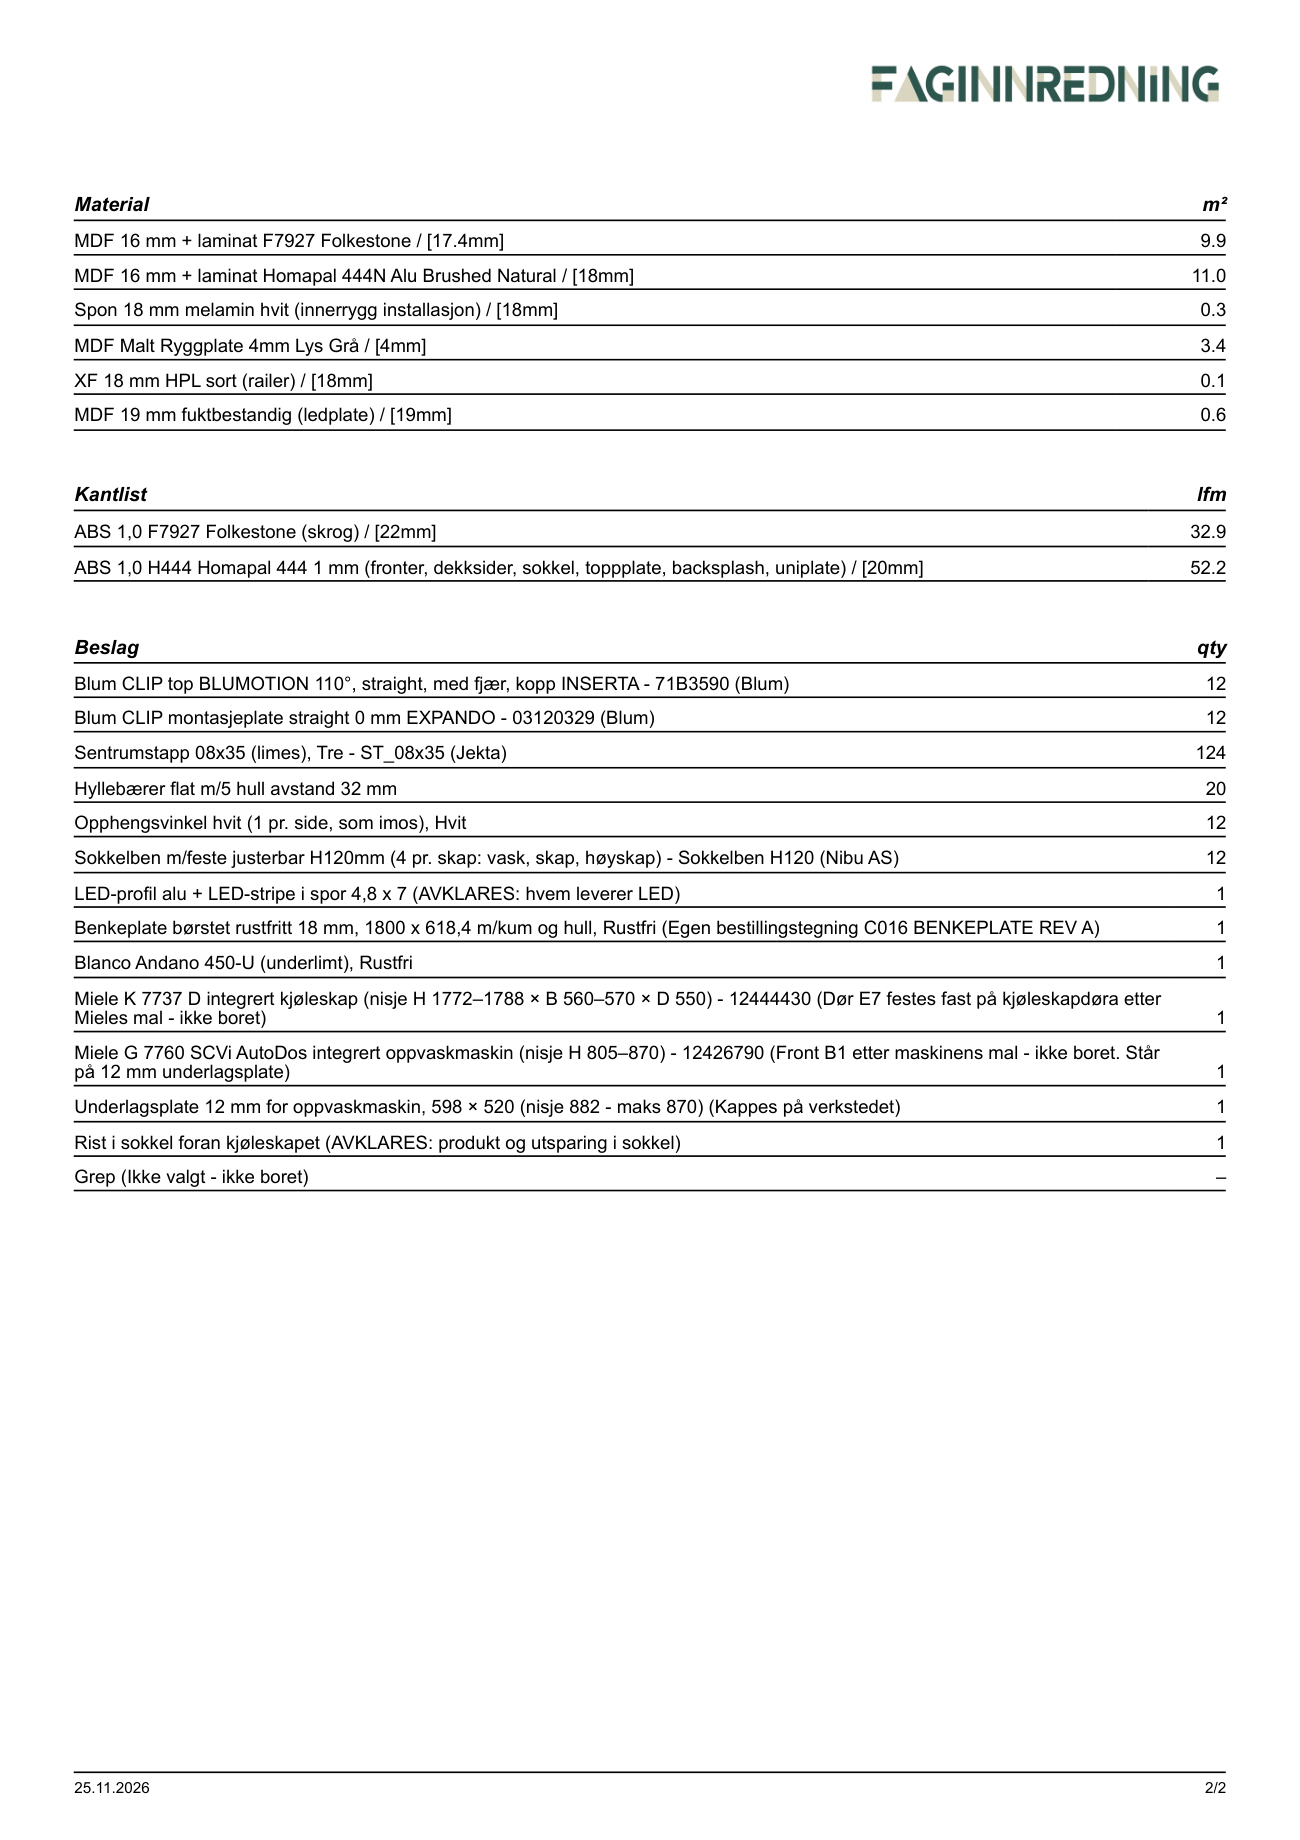 FAGINNREDNiNG
Material m²
MDF 16 mm + laminat F7927 Folkestone / [17.4mm] 9.9
MDF 16 mm + laminat Homapal 444N Alu Brushed Natural / [18mm] 11.0
Spon 18 mm melamin hvit (innerrygg installasjon) / [18mm] 0.3
MDF Malt Ryggplate 4mm Lys Grå / [4mm] 3.4
XF 18 mm HPL sort (railer) / [18mm] 0.1
MDF 19 mm fuktbestandig (ledplate) / [19mm] 0.6
Kantlist lfm
ABS 1,0 F7927 Folkestone (skrog) / [22mm] 32.9
ABS 1,0 H444 Homapal 444 1 mm (fronter, dekksider, sokkel, toppplate, backsplash, uniplate) / [20mm] 52.2
Beslag qty
Blum CLIP top BLUMOTION 110°, straight, med fjær, kopp INSERTA - 71B3590 (Blum) 12
Blum CLIP montasjeplate straight 0 mm EXPANDO - 03120329 (Blum) 12
Sentrumstapp 08x35 (limes), Tre - ST_08x35 (Jekta) 124
Hyllebærer flat m/5 hull avstand 32 mm 20
Opphengsvinkel hvit (1 pr. side, som imos), Hvit 12
Sokkelben m/feste justerbar H120mm (4 pr. skap: vask, skap, høyskap) - Sokkelben H120 (Nibu AS) 12
LED-profil alu + LED-stripe i spor 4,8 x 7 (AVKLARES: hvem leverer LED) 1
Benkeplate børstet rustfritt 18 mm, 1800 x 618,4 m/kum og hull, Rustfri (Egen bestillingstegning C016 BENKEPLATE REV A) 1
Blanco Andano 450-U (underlimt), Rustfri 1
Miele K 7737 D integrert kjøleskap (nisje H 1772–1788 × B 560–570 × D 550) - 12444430 (Dør E7 festes fast på kjøleskapdøra etter
Mieles mal - ikke boret) 1
Miele G 7760 SCVi AutoDos integrert oppvaskmaskin (nisje H 805–870) - 12426790 (Front B1 etter maskinens mal - ikke boret. Står
på 12 mm underlagsplate) 1
Underlagsplate 12 mm for oppvaskmaskin, 598 × 520 (nisje 882 - maks 870) (Kappes på verkstedet) 1
Rist i sokkel foran kjøleskapet (AVKLARES: produkt og utsparing i sokkel) 1
Grep (Ikke valgt - ikke boret) –
25.11.2026 2/2